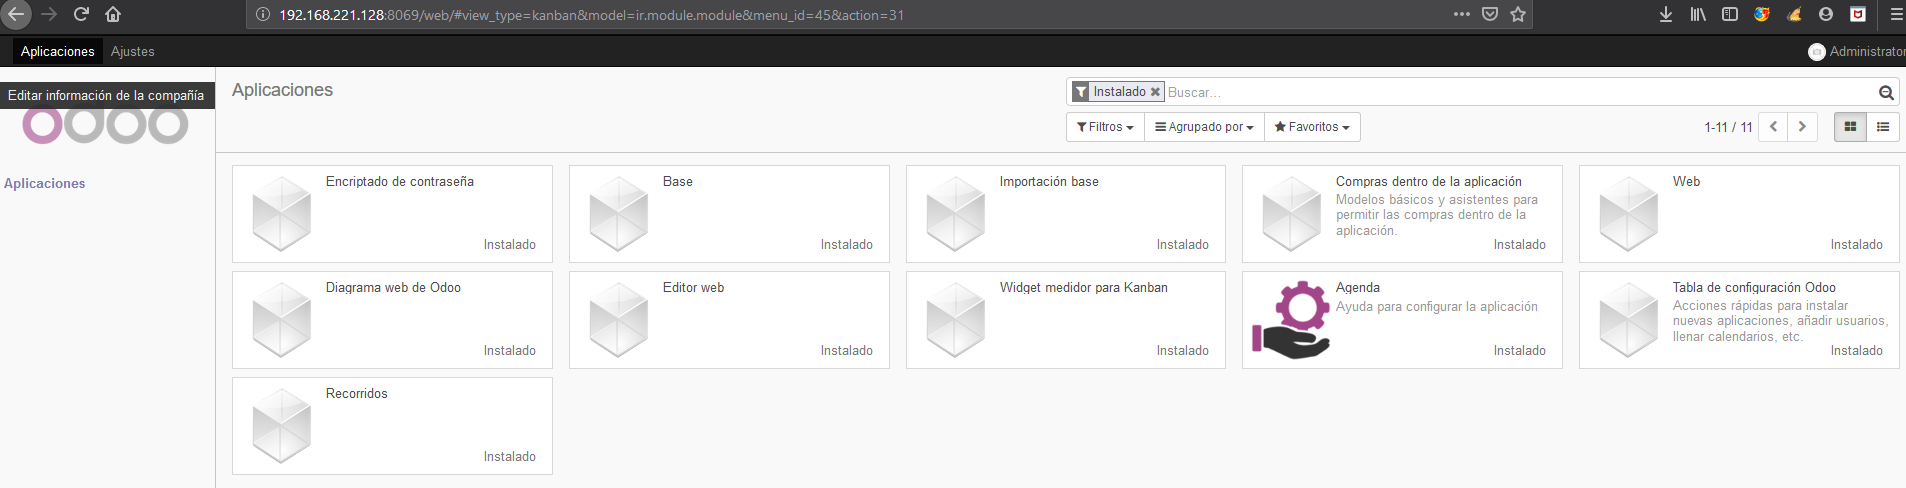 192.168.221.128:8069/web/#view_type=kanban&model=ir.module.module&menu_id=45&action=31
Aplicaciones
Ajustes
Administrator
Editar información de la compañía
odoo
Aplicaciones
Aplicaciones
Instalado
Buscar...
Filtros
Agrupado por
Favoritos
1-11 / 11
Encriptado de contraseña
Instalado
Base
Instalado
Importación base
Instalado
Compras dentro de la aplicación
Modelos básicos y asistentes para
permitir las compras dentro de la
aplicación.
Instalado
Web
Instalado
Diagrama web de Odoo
Instalado
Editor web
Instalado
Widget medidor para Kanban
Instalado
Agenda
Ayuda para configurar la aplicación
Instalado
Tabla de configuración Odoo
Acciones rápidas para instalar
nuevas aplicaciones, añadir usuarios,
llenar calendarios, etc.
Instalado
Recorridos
Instalado